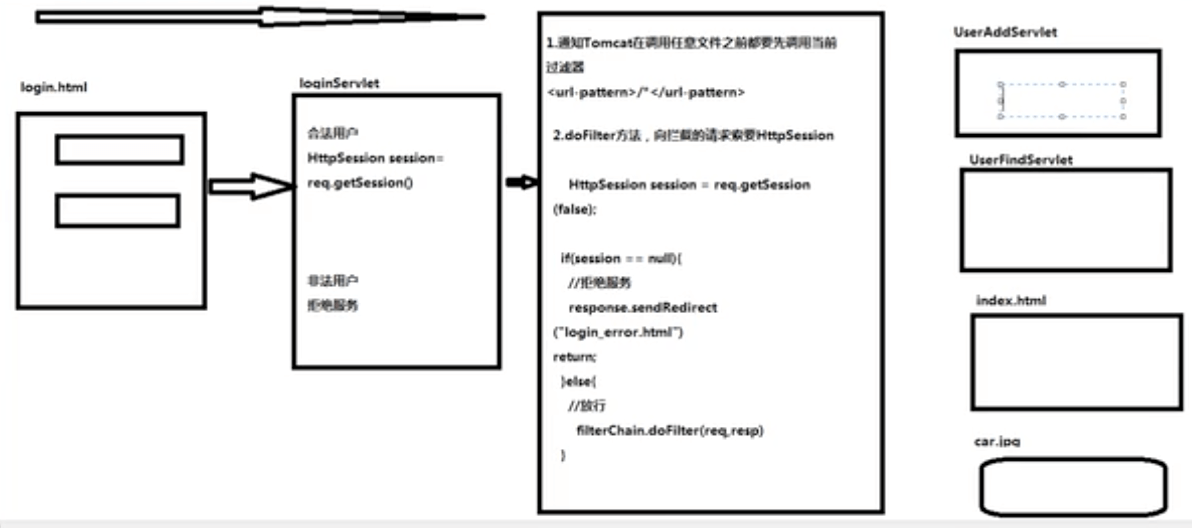 login.html
loginServlet
合法用户
HttpSession session=
req.getSession()
非法用户
拒绝服务
1.通知Tomcat在调用任意文件之前都要先调用当前
过滤器
<url-pattern>/*</url-pattern>
2.doFilter方法，向拦截的请求索要HttpSession
HttpSession session = req.getSession
(false);
if(session == null){
//拒绝服务
response.sendRedirect
("login_error.html")
return;
}else{
//放行
filterChain.doFilter(req,resp)
}
UserAddServlet
UserFindServlet
index.html
car.jpg